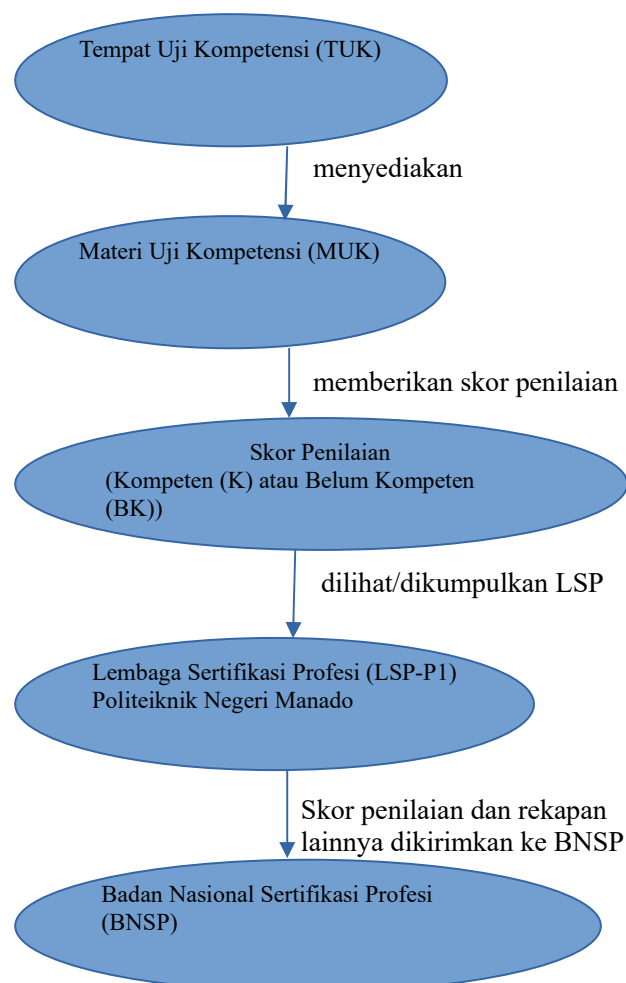 Tempat Uji Kompetensi (TUK)
menyediakan
Materi Uji Kompetensi (MUK)
memberikan skor penilaian
Skor Penilaian
(Kompeten (K) atau Belum Kompeten
(BK))
dilihat/dikumpulkan LSP
Lembaga Sertifikasi Profesi (LSP-P1)
Politeiknik Negeri Manado
Skor penilaian dan rekapan
lainnya dikirimkan ke BNSP
Badan Nasional Sertifikasi Profesi
(BNSP)